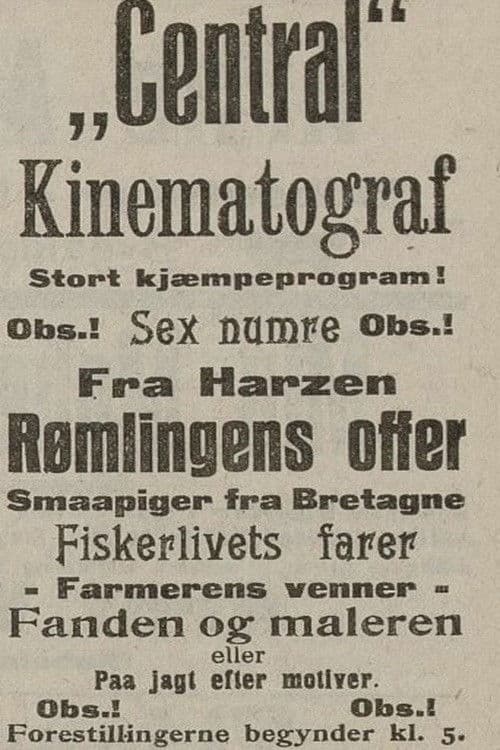 „Central“
Kinematograf
Stort kjæmpeprogram!
Obs.! Sex numre Obs.!
Fra Harzen
Rømlingens offer
Smaapiger fra Bretagne
Fiskerlivets farer
- Farmerens venner -
Fanden og maleren
eller
Paa jagt efter motiver.
Obs.! Obs.!
Forestillingerne begynder kl. 5.